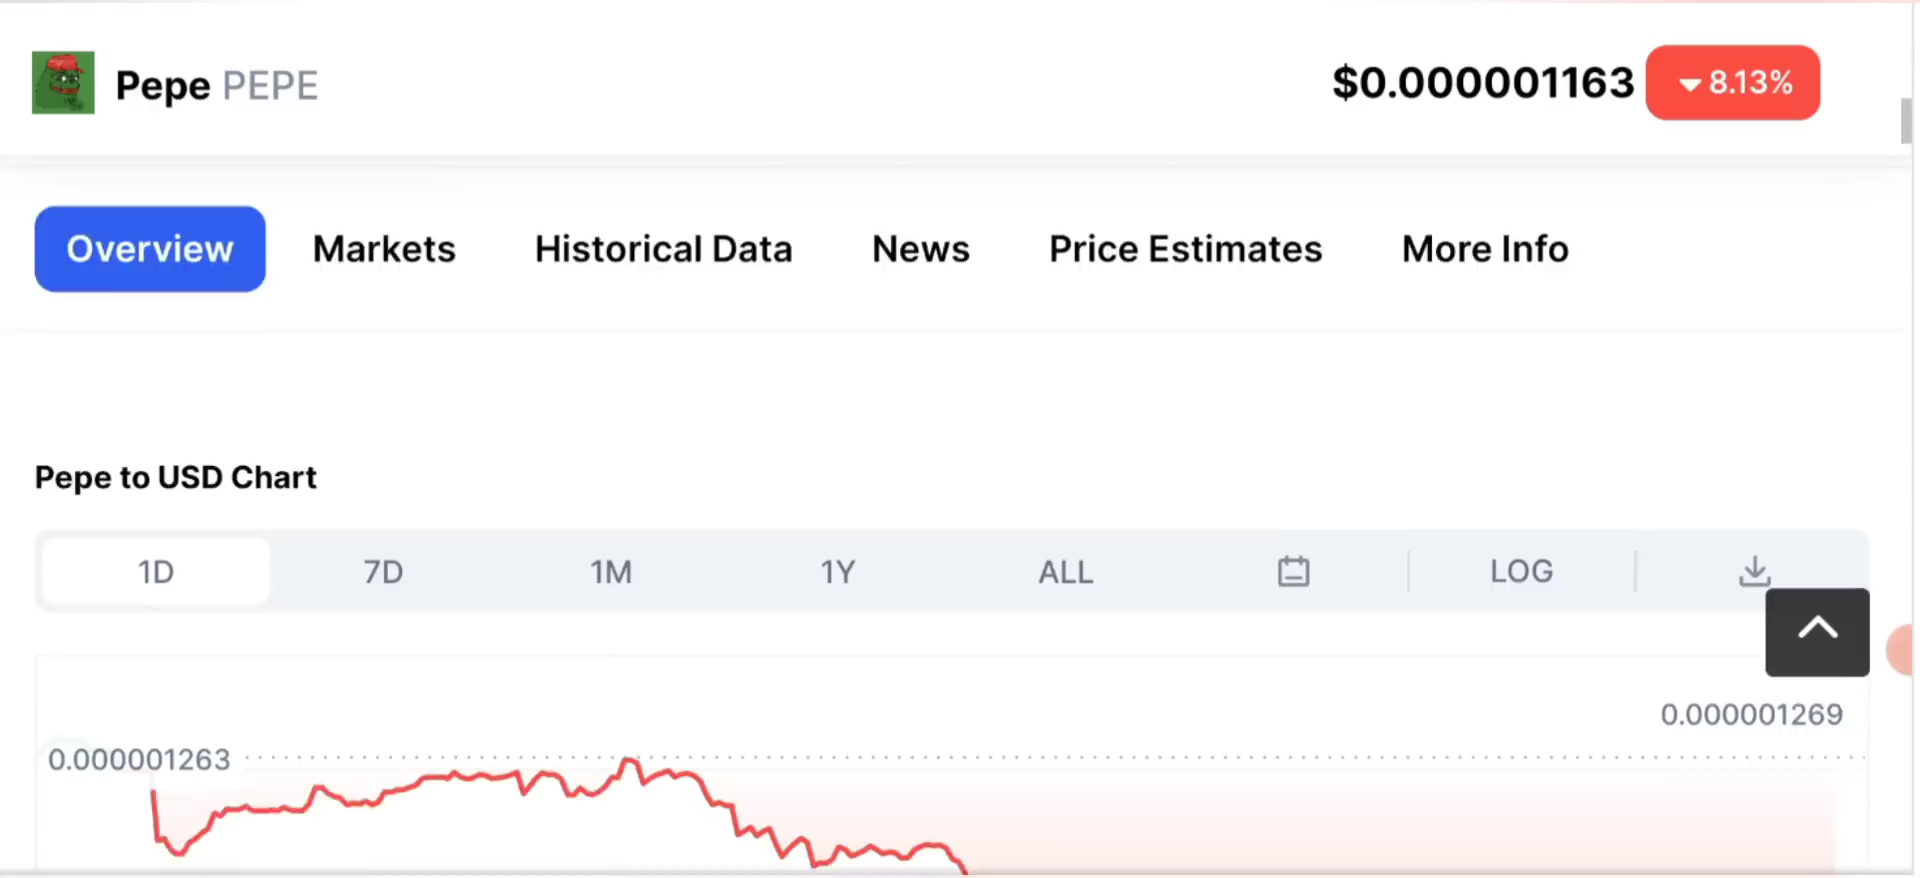 Pepe PEPE $0.000001163 8.13%
Overview Markets Historical Data News Price Estimates More Info
Pepe to USD Chart
1D 7D 1M 1Y ALL LOG
0.000001269
0.000001263